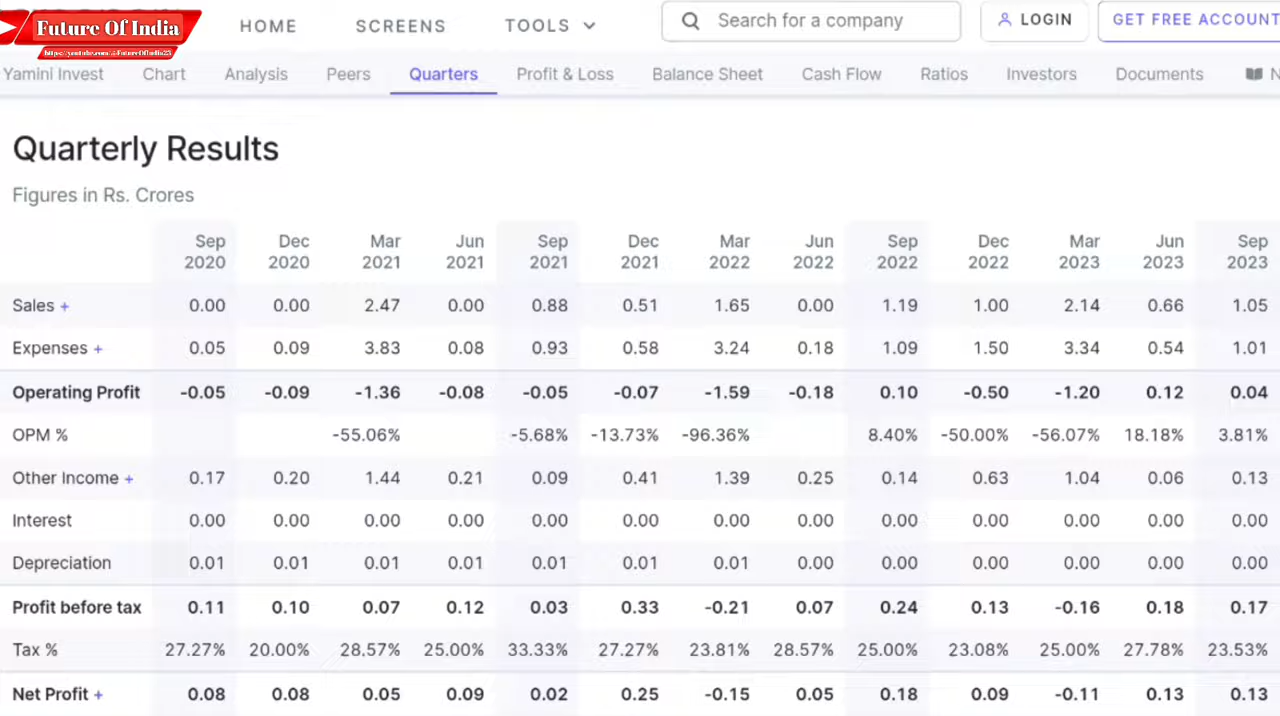 Future Of India
HOME SCREENS TOOLS Search for a company LOGIN GET FREE ACCOUNT
Yamini Invest Chart Analysis Peers Quarters Profit & Loss Balance Sheet Cash Flow Ratios Investors Documents N
Quarterly Results
Figures in Rs. Crores
Sep 2020 Dec 2020 Mar 2021 Jun 2021 Sep 2021 Dec 2021 Mar 2022 Jun 2022 Sep 2022 Dec 2022 Mar 2023 Jun 2023 Sep 2023
Sales + 0.00 0.00 2.47 0.00 0.88 0.51 1.65 0.00 1.19 1.00 2.14 0.66 1.05
Expenses + 0.05 0.09 3.83 0.08 0.93 0.58 3.24 0.18 1.09 1.50 3.34 0.54 1.01
Operating Profit -0.05 -0.09 -1.36 -0.08 -0.05 -0.07 -1.59 -0.18 0.10 -0.50 -1.20 0.12 0.04
OPM % -55.06% -5.68% -13.73% -96.36% 8.40% -50.00% -56.07% 18.18% 3.81%
Other Income + 0.17 0.20 1.44 0.21 0.09 0.41 1.39 0.25 0.14 0.63 1.04 0.06 0.13
Interest 0.00 0.00 0.00 0.00 0.00 0.00 0.00 0.00 0.00 0.00 0.00 0.00 0.00
Depreciation 0.01 0.01 0.01 0.01 0.01 0.01 0.01 0.00 0.00 0.00 0.00 0.00 0.00
Profit before tax 0.11 0.10 0.07 0.12 0.03 0.33 -0.21 0.07 0.24 0.13 -0.16 0.18 0.17
Tax % 27.27% 20.00% 28.57% 25.00% 33.33% 27.27% 23.81% 28.57% 25.00% 23.08% 25.00% 27.78% 23.53%
Net Profit + 0.08 0.08 0.05 0.09 0.02 0.25 -0.15 0.05 0.18 0.09 -0.11 0.13 0.13